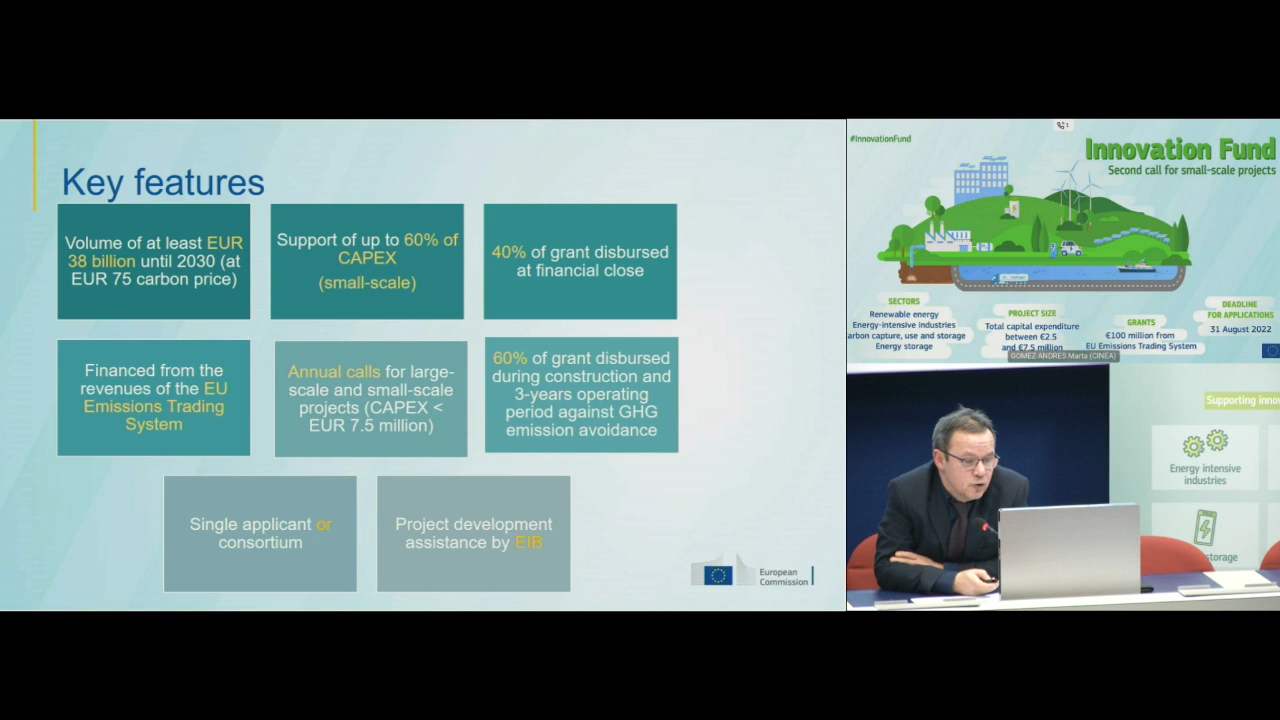 Key features
Volume of at least EUR
38 billion until 2030 (at
EUR 75 carbon price)
Support of up to 60% of
CAPEX
(small-scale)
40% of grant disbursed
at financial close
Financed from the
revenues of the EU
Emissions Trading
System
Annual calls for large-
scale and small-scale
projects (CAPEX <
EUR 7.5 million)
60% of grant disbursed
during construction and
3-years operating
period against GHG
emission avoidance
Single applicant or
consortium
Project development
assistance by EIB
European
Commission
#InnovationFund
Innovation Fund
Second call for small-scale projects
SECTORS
Renewable energy
Energy-intensive industries
arbon capture, use and storage
Energy storage
PROJECT SIZE
Total capital expenditure
between €2.5
and €7.5 million
GRANTS
€100 million from
EU Emissions Trading System
DEADLINE
FOR APPLICATIONS
31 August 2022
GOMEZ ANDRES Marta (CINEA)
Supporting innov
Energy intensive
industries
storage